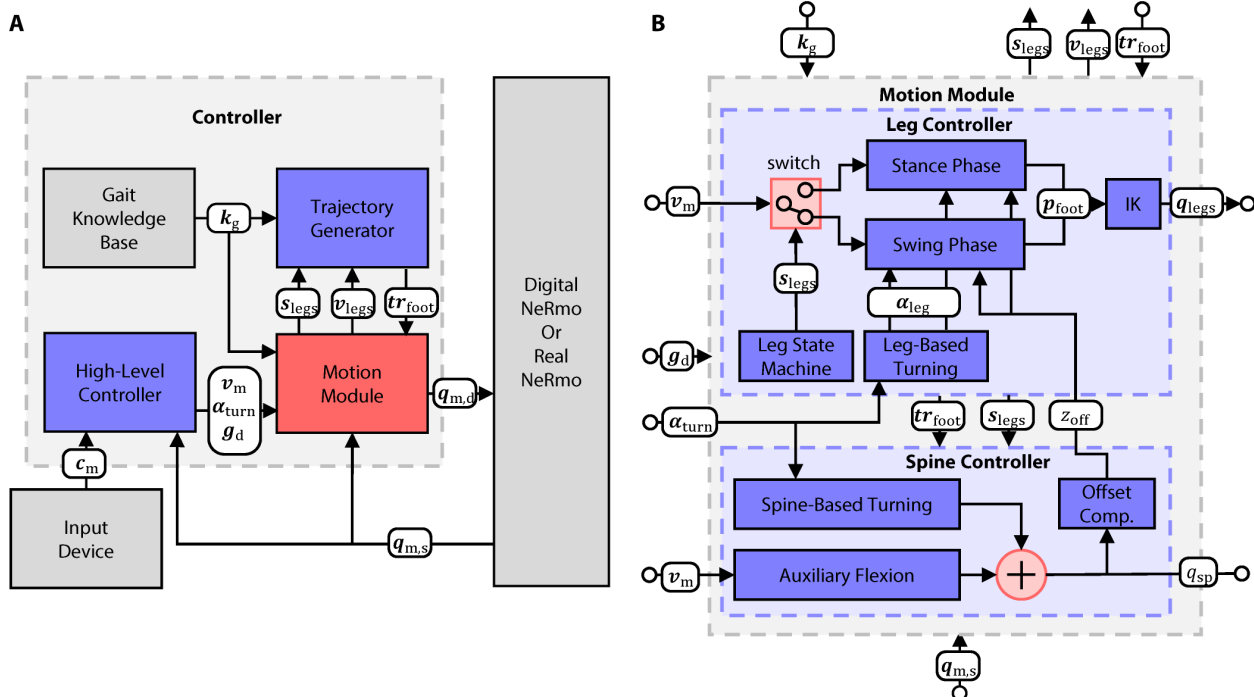 A
Controller
Gait
Knowledge
Base
k_g
Trajectory
Generator
s_legs
v_legs
tr_foot
High-Level
Controller
v_m
α_turn
g_d
Motion
Module
q_m,d
c_m
Input
Device
q_m,s
Digital
NeRmo
Or
Real
NeRmo
B
k_g
s_legs
v_legs
tr_foot
Motion Module
Leg Controller
switch
Stance Phase
v_m
p_foot
IK
q_legs
Swing Phase
s_legs
α_leg
g_d
Leg State
Machine
Leg-Based
Turning
α_turn
tr_foot
s_legs
z_off
Spine Controller
Spine-Based Turning
Offset
Comp.
v_m
Auxiliary Flexion
+
q_sp
q_m,s